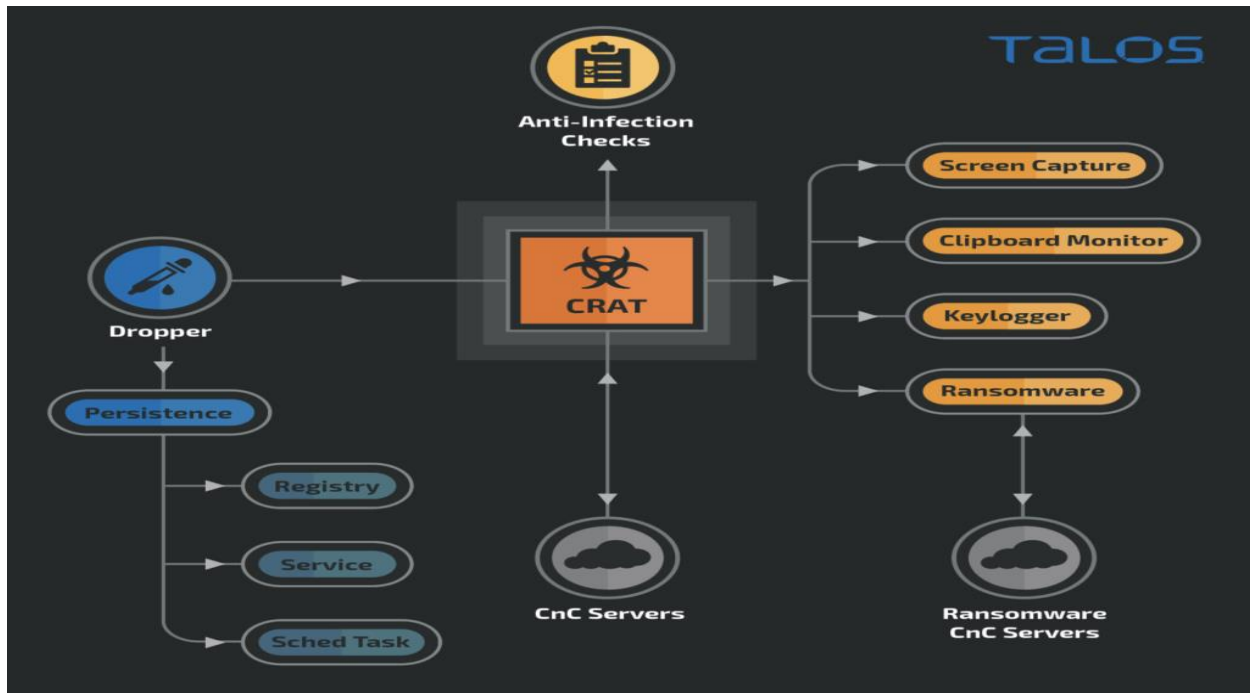 TALOS
Anti-Infection
Checks
Screen Capture
Clipboard Monitor
CRAT
Keylogger
Dropper
Ransomware
Persistence
Registry
Service
Sched Task
CnC Servers
Ransomware
CnC Servers